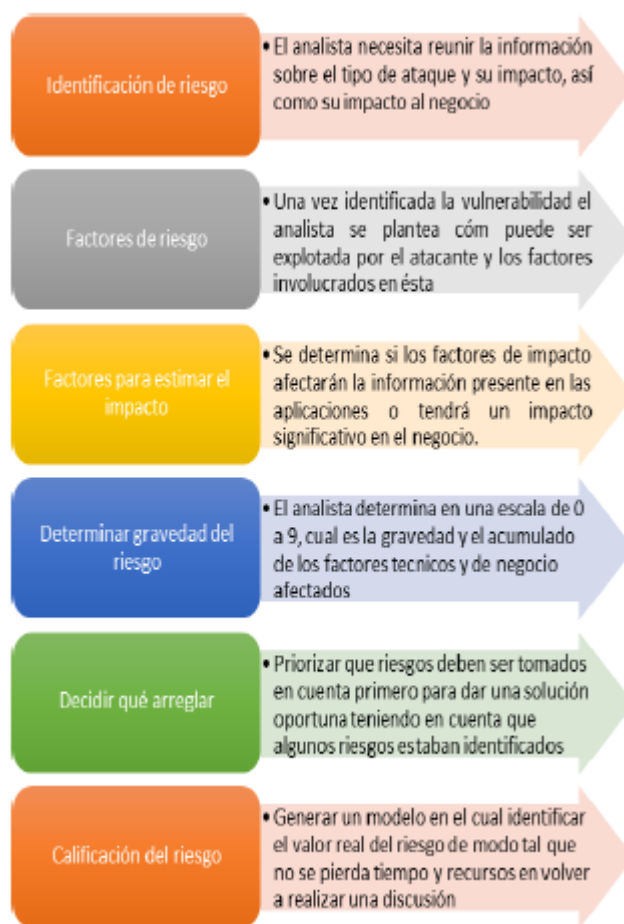 Identificación de riesgo
• El analista necesita reunir la información
sobre el tipo de ataque y su impacto, así
como su impacto al negocio
Factores de riesgo
• Una vez identificada la vulnerabilidad el
analista se plantea cóm puede ser
explotada por el atacante y los factores
involucrados en ésta
Factores para estimar el
impacto
• Se determina si los factores de impacto
afectarán la información presente en las
aplicaciones o tendrá un impacto
significativo en el negocio.
Determinar gravedad del
riesgo
• El analista determina en una escala de 0
a 9, cual es la gravedad y el acumulado
de los factores tecnicos y de negocio
afectados
Decidir qué arreglar
• Priorizar que riesgos deben ser tomados
en cuenta primero para dar una solución
oportuna teniendo en cuenta que
algunos riesgos estaban identificados
Calificación del riesgo
• Generar un modelo en el cual identificar
el valor real del riesgo de modo tal que
no se pierda tiempo y recursos en volver
a realizar una discusión